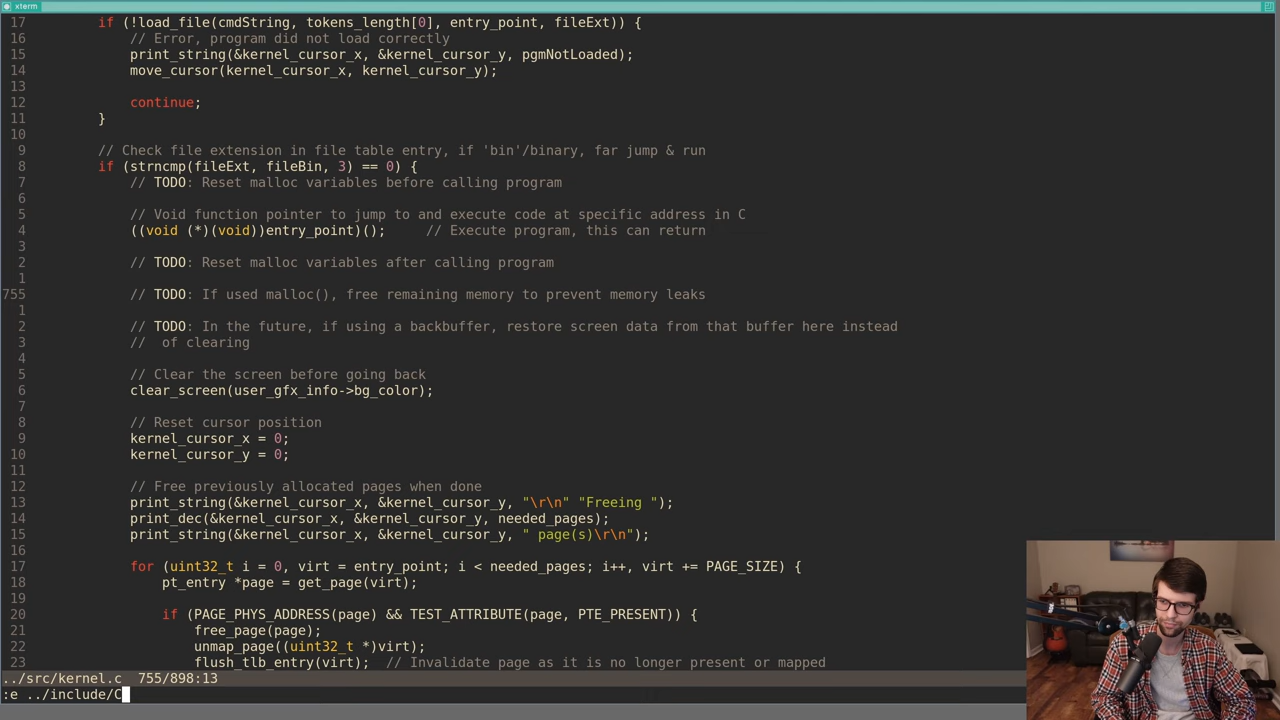 xterm
17 if (!load_file(cmdString, tokens_length[0], entry_point, fileExt)) {
16 // Error, program did not load correctly
15 print_string(&kernel_cursor_x, &kernel_cursor_y, pgmNotLoaded);
14 move_cursor(kernel_cursor_x, kernel_cursor_y);
13
12 continue;
11 }
10
9 // Check file extension in file table entry, if 'bin'/binary, far jump & run
8 if (strncmp(fileExt, fileBin, 3) == 0) {
7 // TODO: Reset malloc variables before calling program
6
5 // Void function pointer to jump to and execute code at specific address in C
4 ((void (*)(void))entry_point)(); // Execute program, this can return
3
2 // TODO: Reset malloc variables after calling program
1
755 // TODO: If used malloc(), free remaining memory to prevent memory leaks
1
2 // TODO: In the future, if using a backbuffer, restore screen data from that buffer here instead
3 // of clearing
4
5 // Clear the screen before going back
6 clear_screen(user_gfx_info->bg_color);
7
8 // Reset cursor position
9 kernel_cursor_x = 0;
10 kernel_cursor_y = 0;
11
12 // Free previously allocated pages when done
13 print_string(&kernel_cursor_x, &kernel_cursor_y, "\r\n" "Freeing ");
14 print_dec(&kernel_cursor_x, &kernel_cursor_y, needed_pages);
15 print_string(&kernel_cursor_x, &kernel_cursor_y, " page(s)\r\n");
16
17 for (uint32_t i = 0, virt = entry_point; i < needed_pages; i++, virt += PAGE_SIZE) {
18 pt_entry *page = get_page(virt);
19
20 if (PAGE_PHYS_ADDRESS(page) && TEST_ATTRIBUTE(page, PTE_PRESENT)) {
21 free_page(page);
22 unmap_page((uint32_t *)virt);
23 flush_tlb_entry(virt); // Invalidate page as it is no longer present or mapped
../src/kernel.c 755/898:13
:e ../include/C